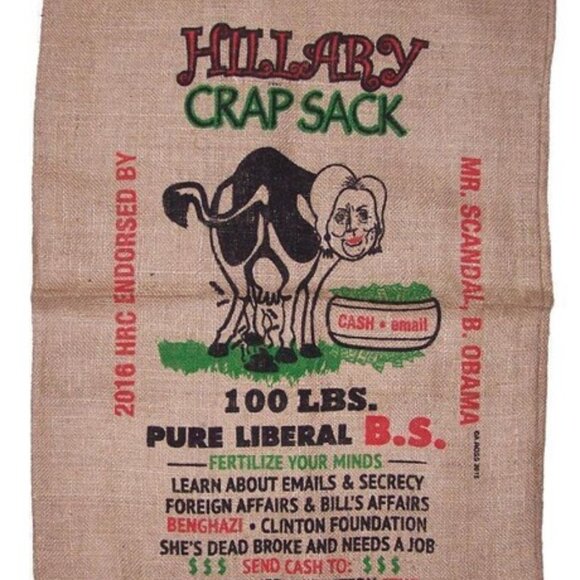 HILLARY
CRAP SACK
2016 HRC ENDORSED BY
MR. SCANDAL, B. OBAMA
CASH • email
100 LBS.
PURE LIBERAL B.S.
FERTILIZE YOUR MINDS
LEARN ABOUT EMAILS & SECRECY
FOREIGN AFFAIRS & BILL'S AFFAIRS
BENGHAZI • CLINTON FOUNDATION
SHE'S DEAD BROKE AND NEEDS A JOB
$ $ $ SEND CASH TO: $ $ $